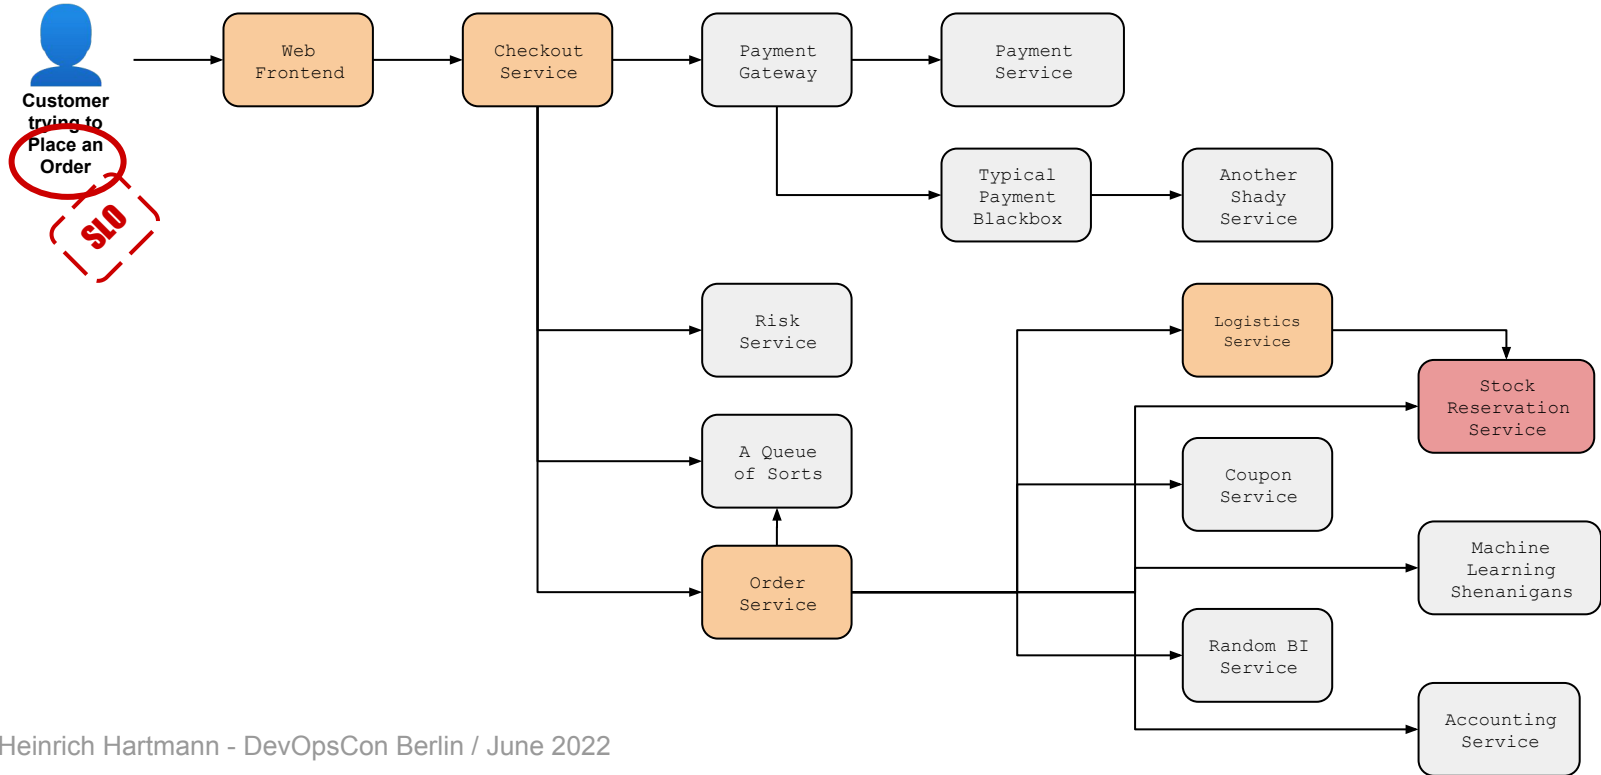 Customer
trying to
Place an
Order
SLO
Web
Frontend
Checkout
Service
Payment
Gateway
Payment
Service
Typical
Payment
Blackbox
Another
Shady
Service
Risk
Service
Logistics
Service
Stock
Reservation
Service
A Queue
of Sorts
Coupon
Service
Order
Service
Machine
Learning
Shenanigans
Random BI
Service
Accounting
Service
Heinrich Hartmann - DevOpsCon Berlin / June 2022